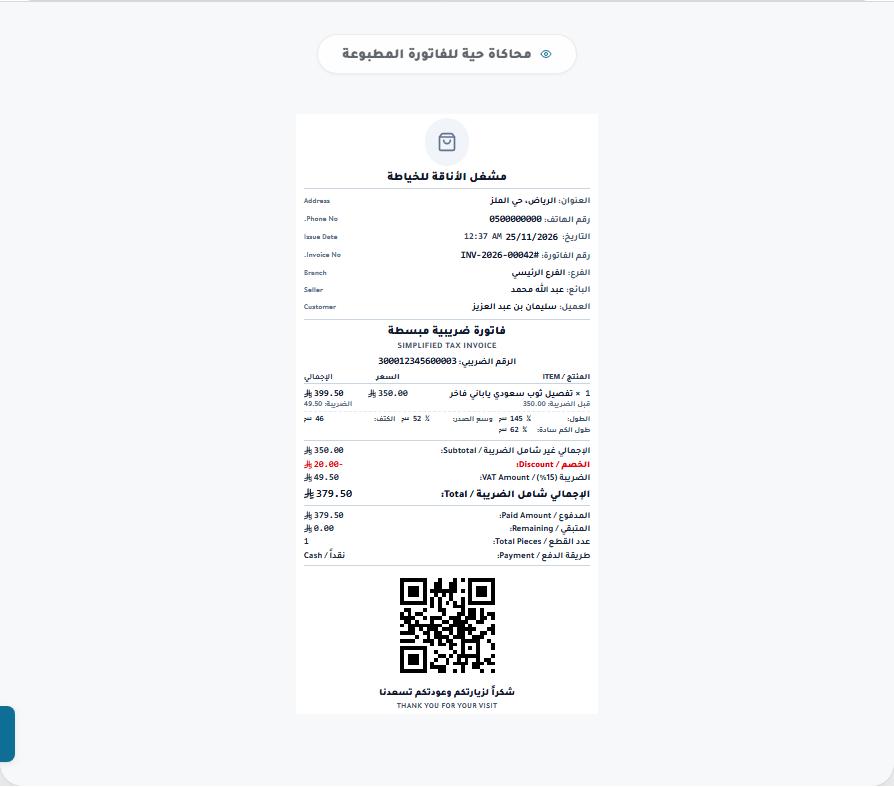 محاكاة حية للفاتورة المطبوعة
مشغل الأناقة للخياطة
العنوان: الرياض، حي الملز Address
رقم الهاتف: 0500000000 Phone No.
التاريخ: 25/11/2026 12:37 AM Issue Date
رقم الفاتورة: #INV-2026-00042 Invoice No.
الفرع: الفرع الرئيسي Branch
البائع: عبد الله محمد Seller
العميل: سليمان بن عبد العزيز Customer
فاتورة ضريبية مبسطة
SIMPLIFIED TAX INVOICE
الرقم الضريبي: 300012345600003
المنتج / ITEM السعر الإجمالي
1 × تفصيل ثوب سعودي ياباني فاخر 350.00 399.50
قبل الضريبة: 350.00 الضريبة: 49.50
الطول: 145 ½ سم وسع الصدر: 52 ½ سم الكتف: 46 سم
طول الكم سادة: 62 ½ سم
الإجمالي غير شامل الضريبة / Subtotal: 350.00
الخصم / Discount: -20.00
الضريبة (15%) / VAT Amount: 49.50
الإجمالي شامل الضريبة / Total: 379.50
المدفوع / Paid Amount: 379.50
المتبقي / Remaining: 0.00
عدد القطع / Total Pieces: 1
طريقة الدفع / Payment: نقداً / Cash
شكراً لزيارتكم وعودتكم تسعدنا
THANK YOU FOR YOUR VISIT